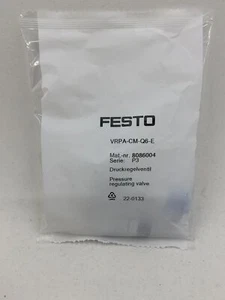 FESTO
VRPA-CM-Q6-E
Mat.-nr. 8086004
Serie: P3
Druckregelventil
Pressure
regulating valve
22-0133